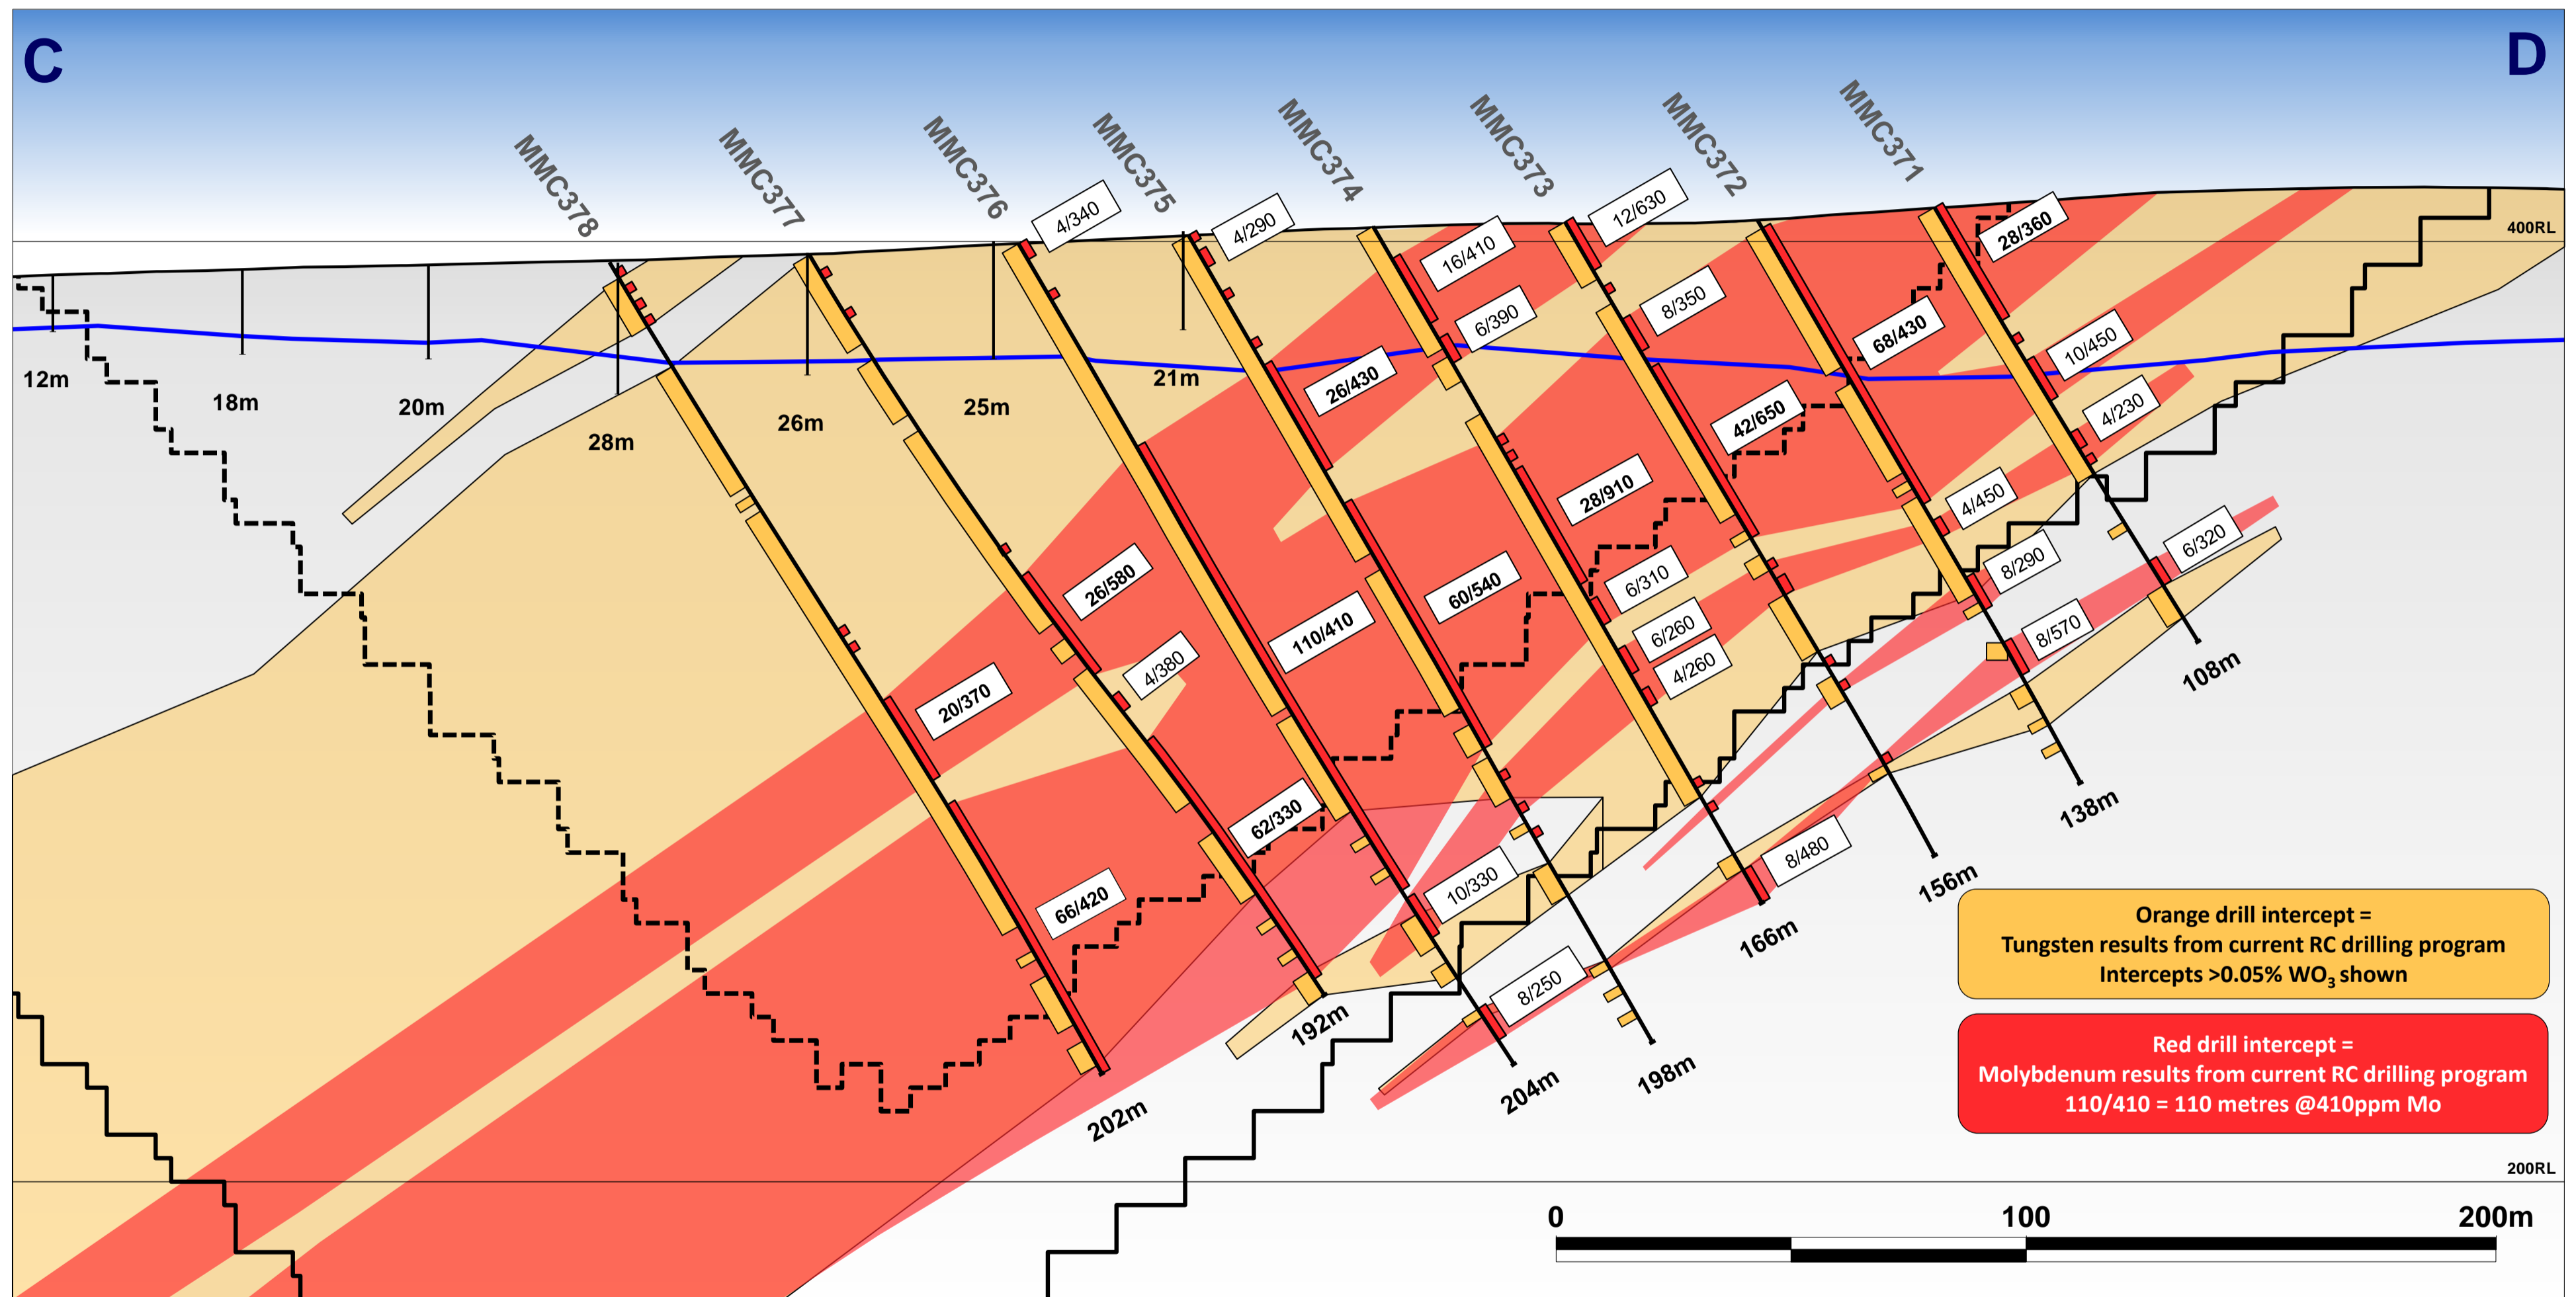 C
D
MMC378
MMC377
MMC376
MMC375
MMC374
MMC373
MMC372
MMC371
400RL
4/340
4/290
16/410
6/390
12/630
8/350
28/360
68/430
10/450
4/230
26/430
42/650
28/910
4/450
8/290
6/320
12m
18m
20m
28m
26m
25m
21m
26/580
4/380
20/370
110/410
60/540
6/310
6/260
4/260
8/570
62/330
66/420
10/330
8/250
8/480
108m
138m
156m
166m
198m
204m
192m
202m
Orange drill intercept =
Tungsten results from current RC drilling program
Intercepts >0.05% WO₃ shown
Red drill intercept =
Molybdenum results from current RC drilling program
110/410 = 110 metres @410ppm Mo
200RL
0 100 200m